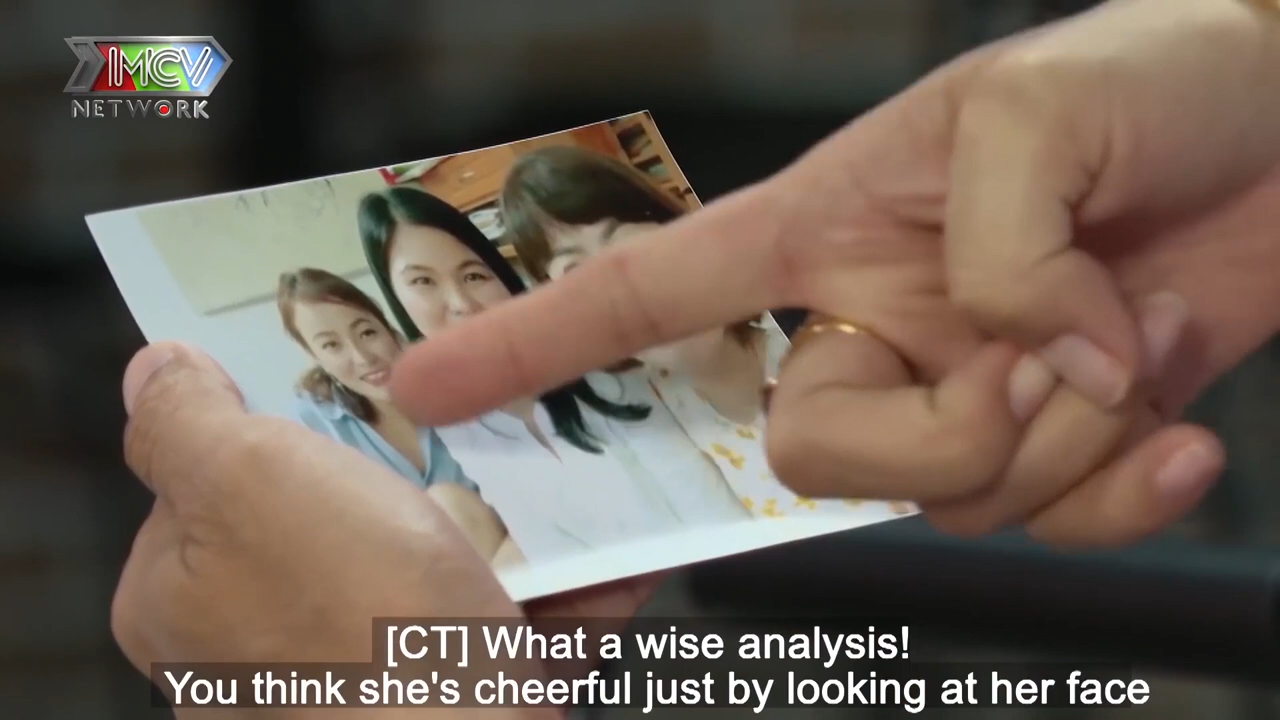 MCV
NETWORK
[CT] What a wise analysis!
You think she's cheerful just by looking at her face